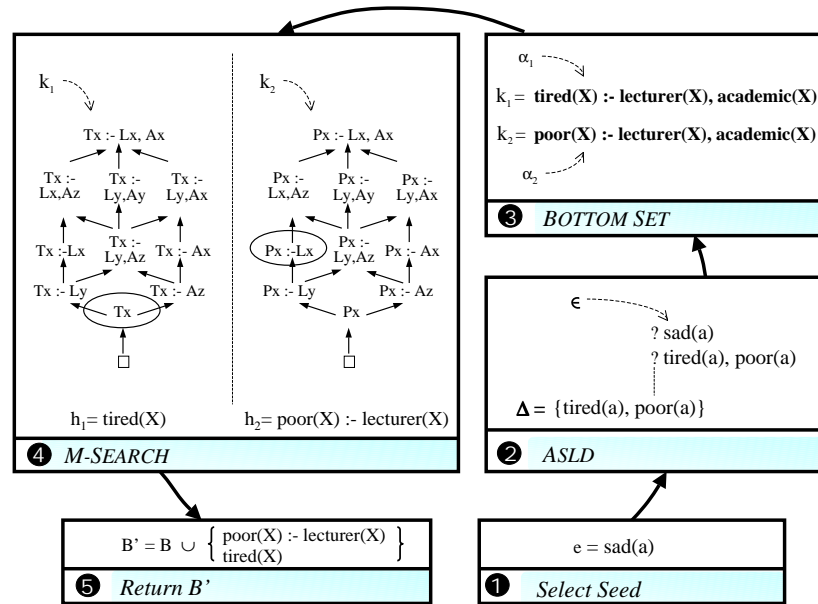 k1
Tx :- Lx, Ax
Tx :- Lx,Az
Tx :- Ly,Ay
Tx :- Ly,Ax
Tx :-Lx
Tx :- Ly,Az
Tx :- Ax
Tx :- Ly
Tx
Tx :- Az
h1= tired(X)
k2
Px :- Lx, Ax
Px :- Lx,Az
Px :- Ly,Ay
Px :- Ly,Ax
Px :-Lx
Px :- Ly,Az
Px :- Ax
Px :- Ly
Px
Px :- Az
h2= poor(X) :- lecturer(X)
4 M-SEARCH
α1
k1 = tired(X) :- lecturer(X), academic(X)
k2 = poor(X) :- lecturer(X), academic(X)
α2
3 BOTTOM SET
ϵ
? sad(a)
? tired(a), poor(a)
Δ = {tired(a), poor(a)}
2 ASLD
B’ = B ∪ { poor(X) :- lecturer(X)
tired(X) }
5 Return B’
e = sad(a)
1 Select Seed